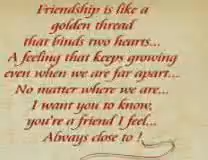 Friendship is like a
golden thread
that binds two hearts...
A feeling that keeps growing
even when we are far apart...
No matter where we are...
I want you to know,
you're a friend I feel...
Always close to !